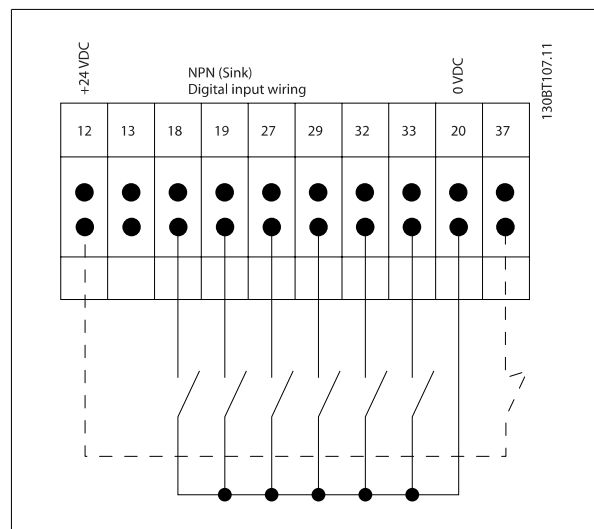 +24 VDC
NPN (Sink)
Digital input wiring
0 VDC
130BT107.11
12 13 18 19 27 29 32 33 20 37